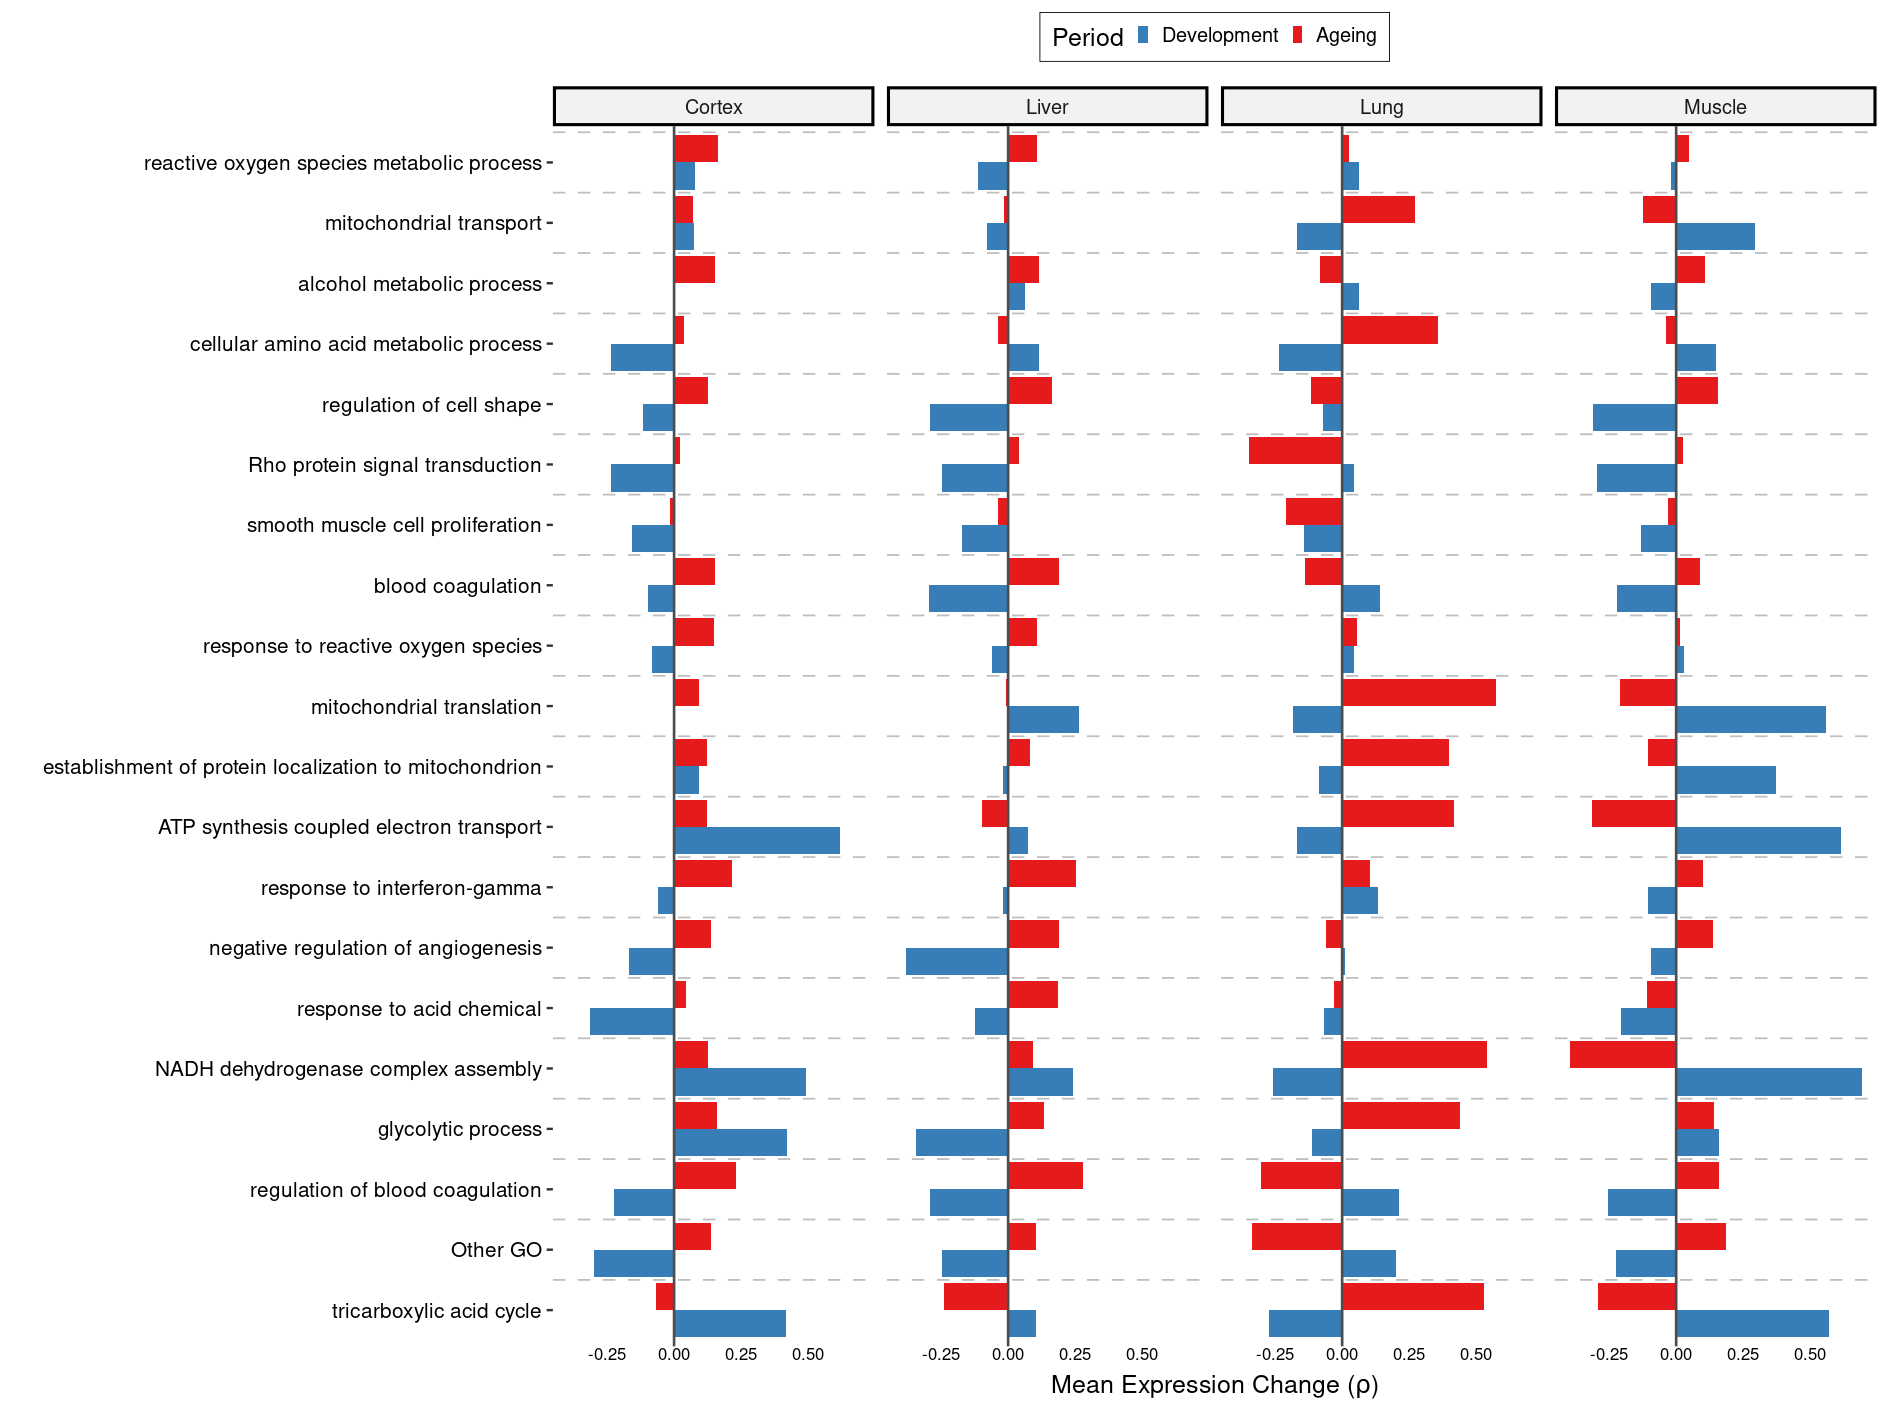 Period Development Ageing
Cortex Liver Lung Muscle
reactive oxygen species metabolic process
mitochondrial transport
alcohol metabolic process
cellular amino acid metabolic process
regulation of cell shape
Rho protein signal transduction
smooth muscle cell proliferation
blood coagulation
response to reactive oxygen species
mitochondrial translation
establishment of protein localization to mitochondrion
ATP synthesis coupled electron transport
response to interferon-gamma
negative regulation of angiogenesis
response to acid chemical
NADH dehydrogenase complex assembly
glycolytic process
regulation of blood coagulation
Other GO
tricarboxylic acid cycle
-0.25 0.00 0.25 0.50 -0.25 0.00 0.25 0.50 -0.25 0.00 0.25 0.50 -0.25 0.00 0.25 0.50
Mean Expression Change (ρ)